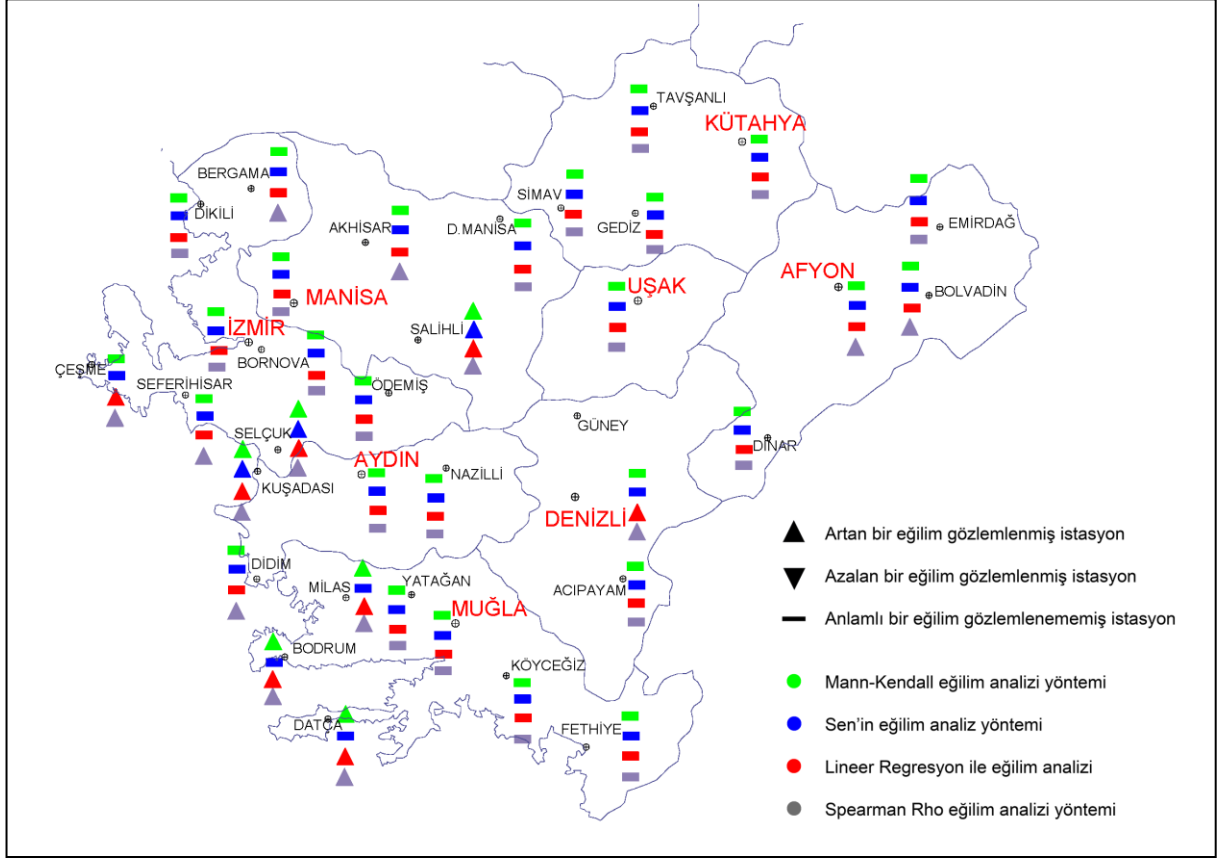 TAVŞANLI
KÜTAHYA
BERGAMA
SİMAV
DİKİLİ
GEDİZ
EMİRDAĞ
AKHİSAR
D.MANİSA
AFYON
UŞAK
BOLVADİN
MANİSA
İZMİR
SALİHLİ
BORNOVA
ÇEŞME
SEFERİHİSAR
ÖDEMİŞ
GÜNEY
SELÇUK
DİNAR
AYDIN
NAZİLLİ
KUŞADASI
DENİZLİ
DİDİM
MİLAS
YATAĞAN
ACIPAYAM
MUĞLA
BODRUM
KÖYCEĞİZ
DATÇA
FETHİYE
Artan bir eğilim gözlemlenmiş istasyon
Azalan bir eğilim gözlemlenmiş istasyon
Anlamlı bir eğilim gözlemlenememiş istasyon
Mann-Kendall eğilim analizi yöntemi
Sen'in eğilim analiz yöntemi
Lineer Regresyon ile eğilim analizi
Spearman Rho eğilim analizi yöntemi